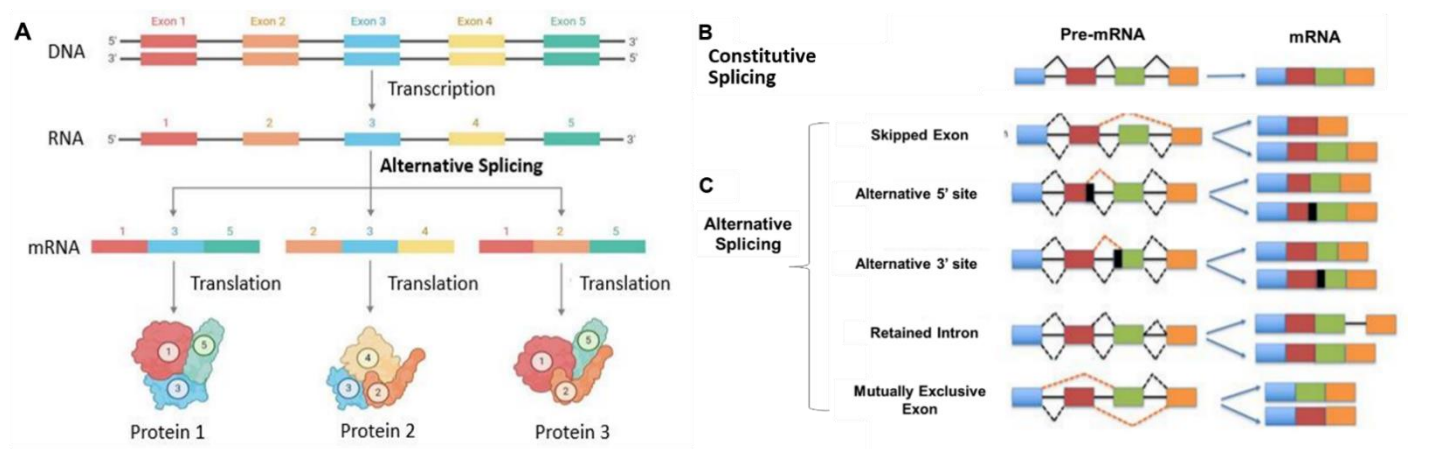 A
Exon 1 Exon 2 Exon 3 Exon 4 Exon 5
DNA
5' 3'
3' 5'
Transcription
1 2 3 4 5
RNA 5' 3'
Alternative Splicing
1 3 5 2 3 4 1 2 5
mRNA
Translation Translation Translation
1 5 3
4 3 2
5 1 2
Protein 1 Protein 2 Protein 3
B
Constitutive
Splicing
Pre-mRNA mRNA
C
Alternative
Splicing
Skipped Exon
Alternative 5' site
Alternative 3' site
Retained Intron
Mutually Exclusive
Exon